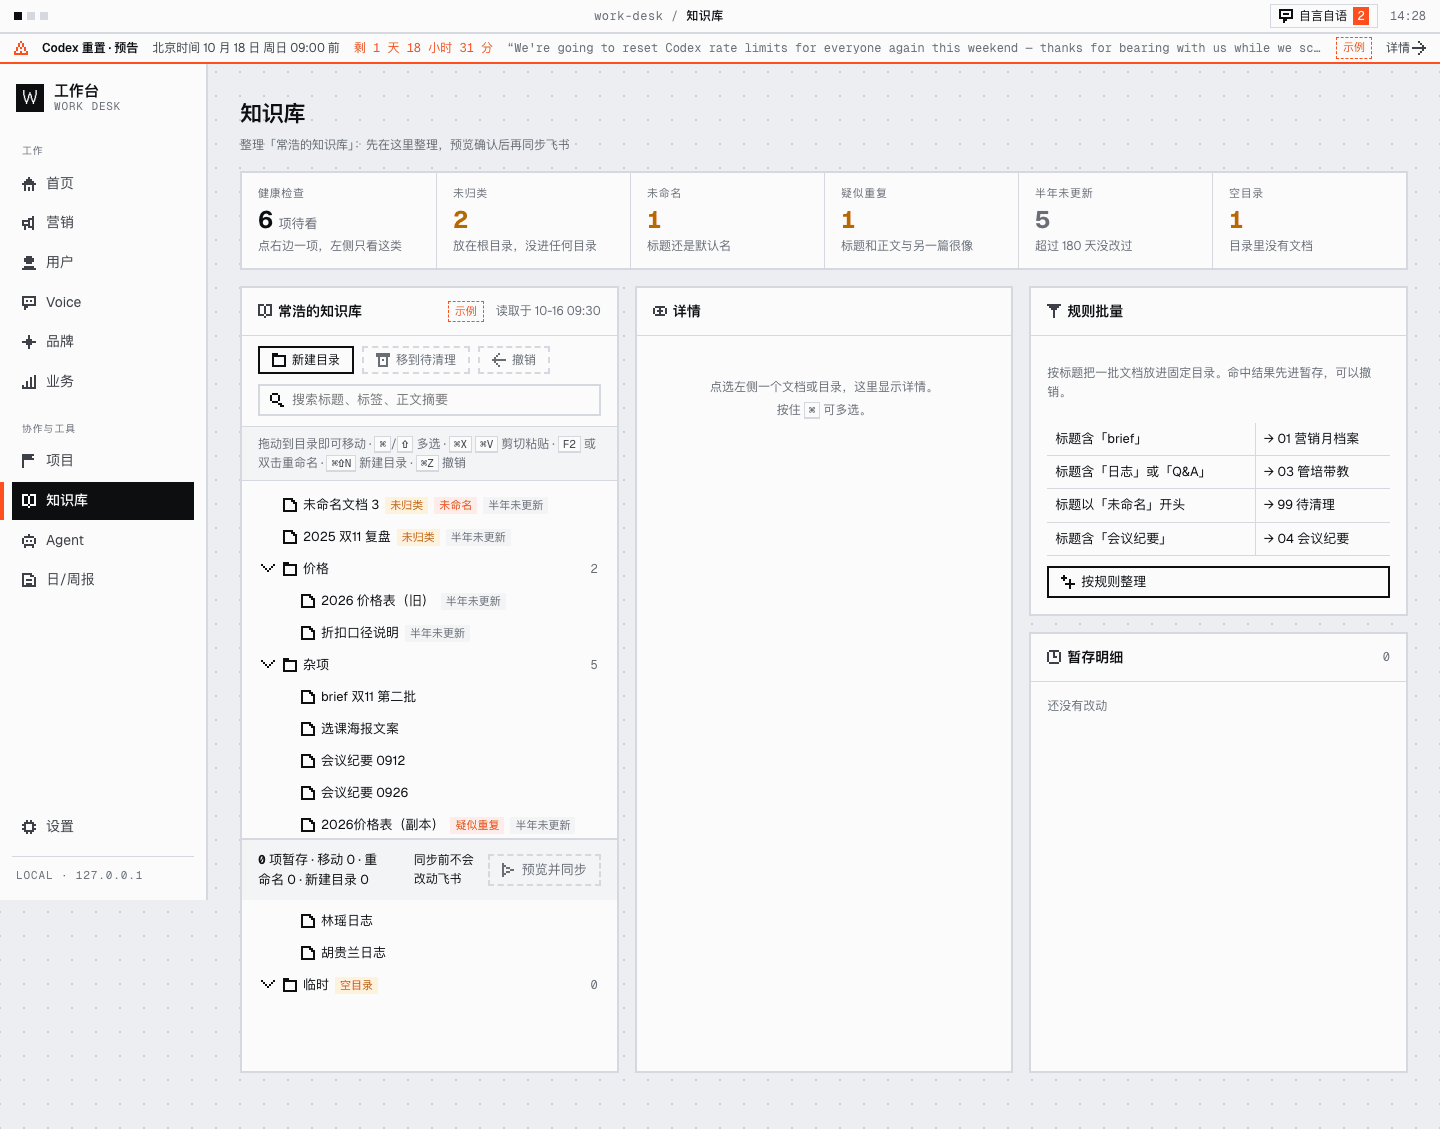 work-desk / 知识库
自言自语 2
14:28
Codex 重置·预告 北京时间 10 月 18 日 周日 09:00 前 剩 1 天 18 小时 31 分 “We're going to reset Codex rate limits for everyone again this weekend — thanks for bearing with us while we sc… 示例 详情
W
工作台
WORK DESK
工作
首页
营销
用户
Voice
品牌
业务
协作与工具
项目
知识库
Agent
日/周报
设置
LOCAL · 127.0.0.1
知识库
整理「常浩的知识库」：先在这里整理，预览确认后再同步飞书
健康检查
6 项待看
点右边一项，左侧只看这类
未归类
2
放在根目录，没进任何目录
未命名
1
标题还是默认名
疑似重复
1
标题和正文与另一篇很像
半年未更新
5
超过 180 天没改过
空目录
1
目录里没有文档
常浩的知识库 示例 读取于 10-16 09:30
新建目录 移到待清理 撤销
搜索标题、标签、正文摘要
拖动到目录即可移动 · ⌘ / ⇧ 多选 · ⌘X ⌘V 剪切粘贴 · F2 或
双击重命名 · ⌘⇧N 新建目录 · ⌘Z 撤销
未命名文档 3 未归类 未命名 半年未更新
2025 双11 复盘 未归类 半年未更新
价格 2
2026 价格表（旧） 半年未更新
折扣口径说明 半年未更新
杂项 5
brief 双11 第二批
选课海报文案
会议纪要 0912
会议纪要 0926
2026价格表（副本） 疑似重复 半年未更新
0 项暂存 · 移动 0 · 重
命名 0 · 新建目录 0
同步前不会
改动飞书
预览并同步
林瑶日志
胡贵兰日志
临时 空目录 0
详情
点选左侧一个文档或目录，这里显示详情。
按住 ⌘ 可多选。
规则批量
按标题把一批文档放进固定目录。命中结果先进暂存，可以撤
销。
标题含「brief」 → 01 营销月档案
标题含「日志」或「Q&A」 → 03 管培带教
标题以「未命名」开头 → 99 待清理
标题含「会议纪要」 → 04 会议纪要
按规则整理
暂存明细 0
还没有改动